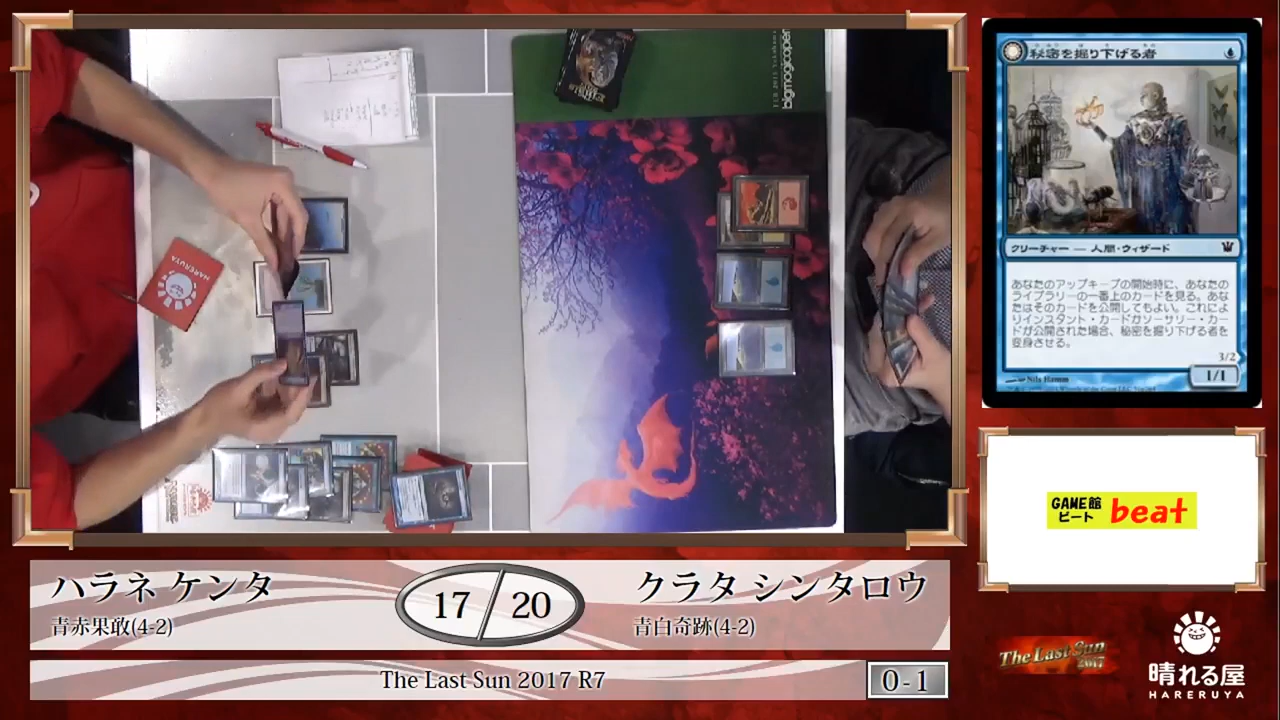 秘密を掘り下げる者
クリーチャー — 人間・ウィザード
あなたのアップキープの開始時に、あなたの
ライブラリーの一番上のカードを見る。あな
たはそのカードを公開してもよい。これによ
りインスタント・カードかソーサリー・カー
ドが公開された場合、秘密を掘り下げる者を
変身させる。
3/2
1/1
Nils Hamm
bigmagicopen
HARERUYA
GAME館
ビート
beat
ハラネ ケンタ
青赤果敢(4-2)
17 / 20
クラタ シンタロウ
青白奇跡(4-2)
The Last Sun 2017 R7
0-1
The Last Sun
2017
晴れる屋
HARERUYA